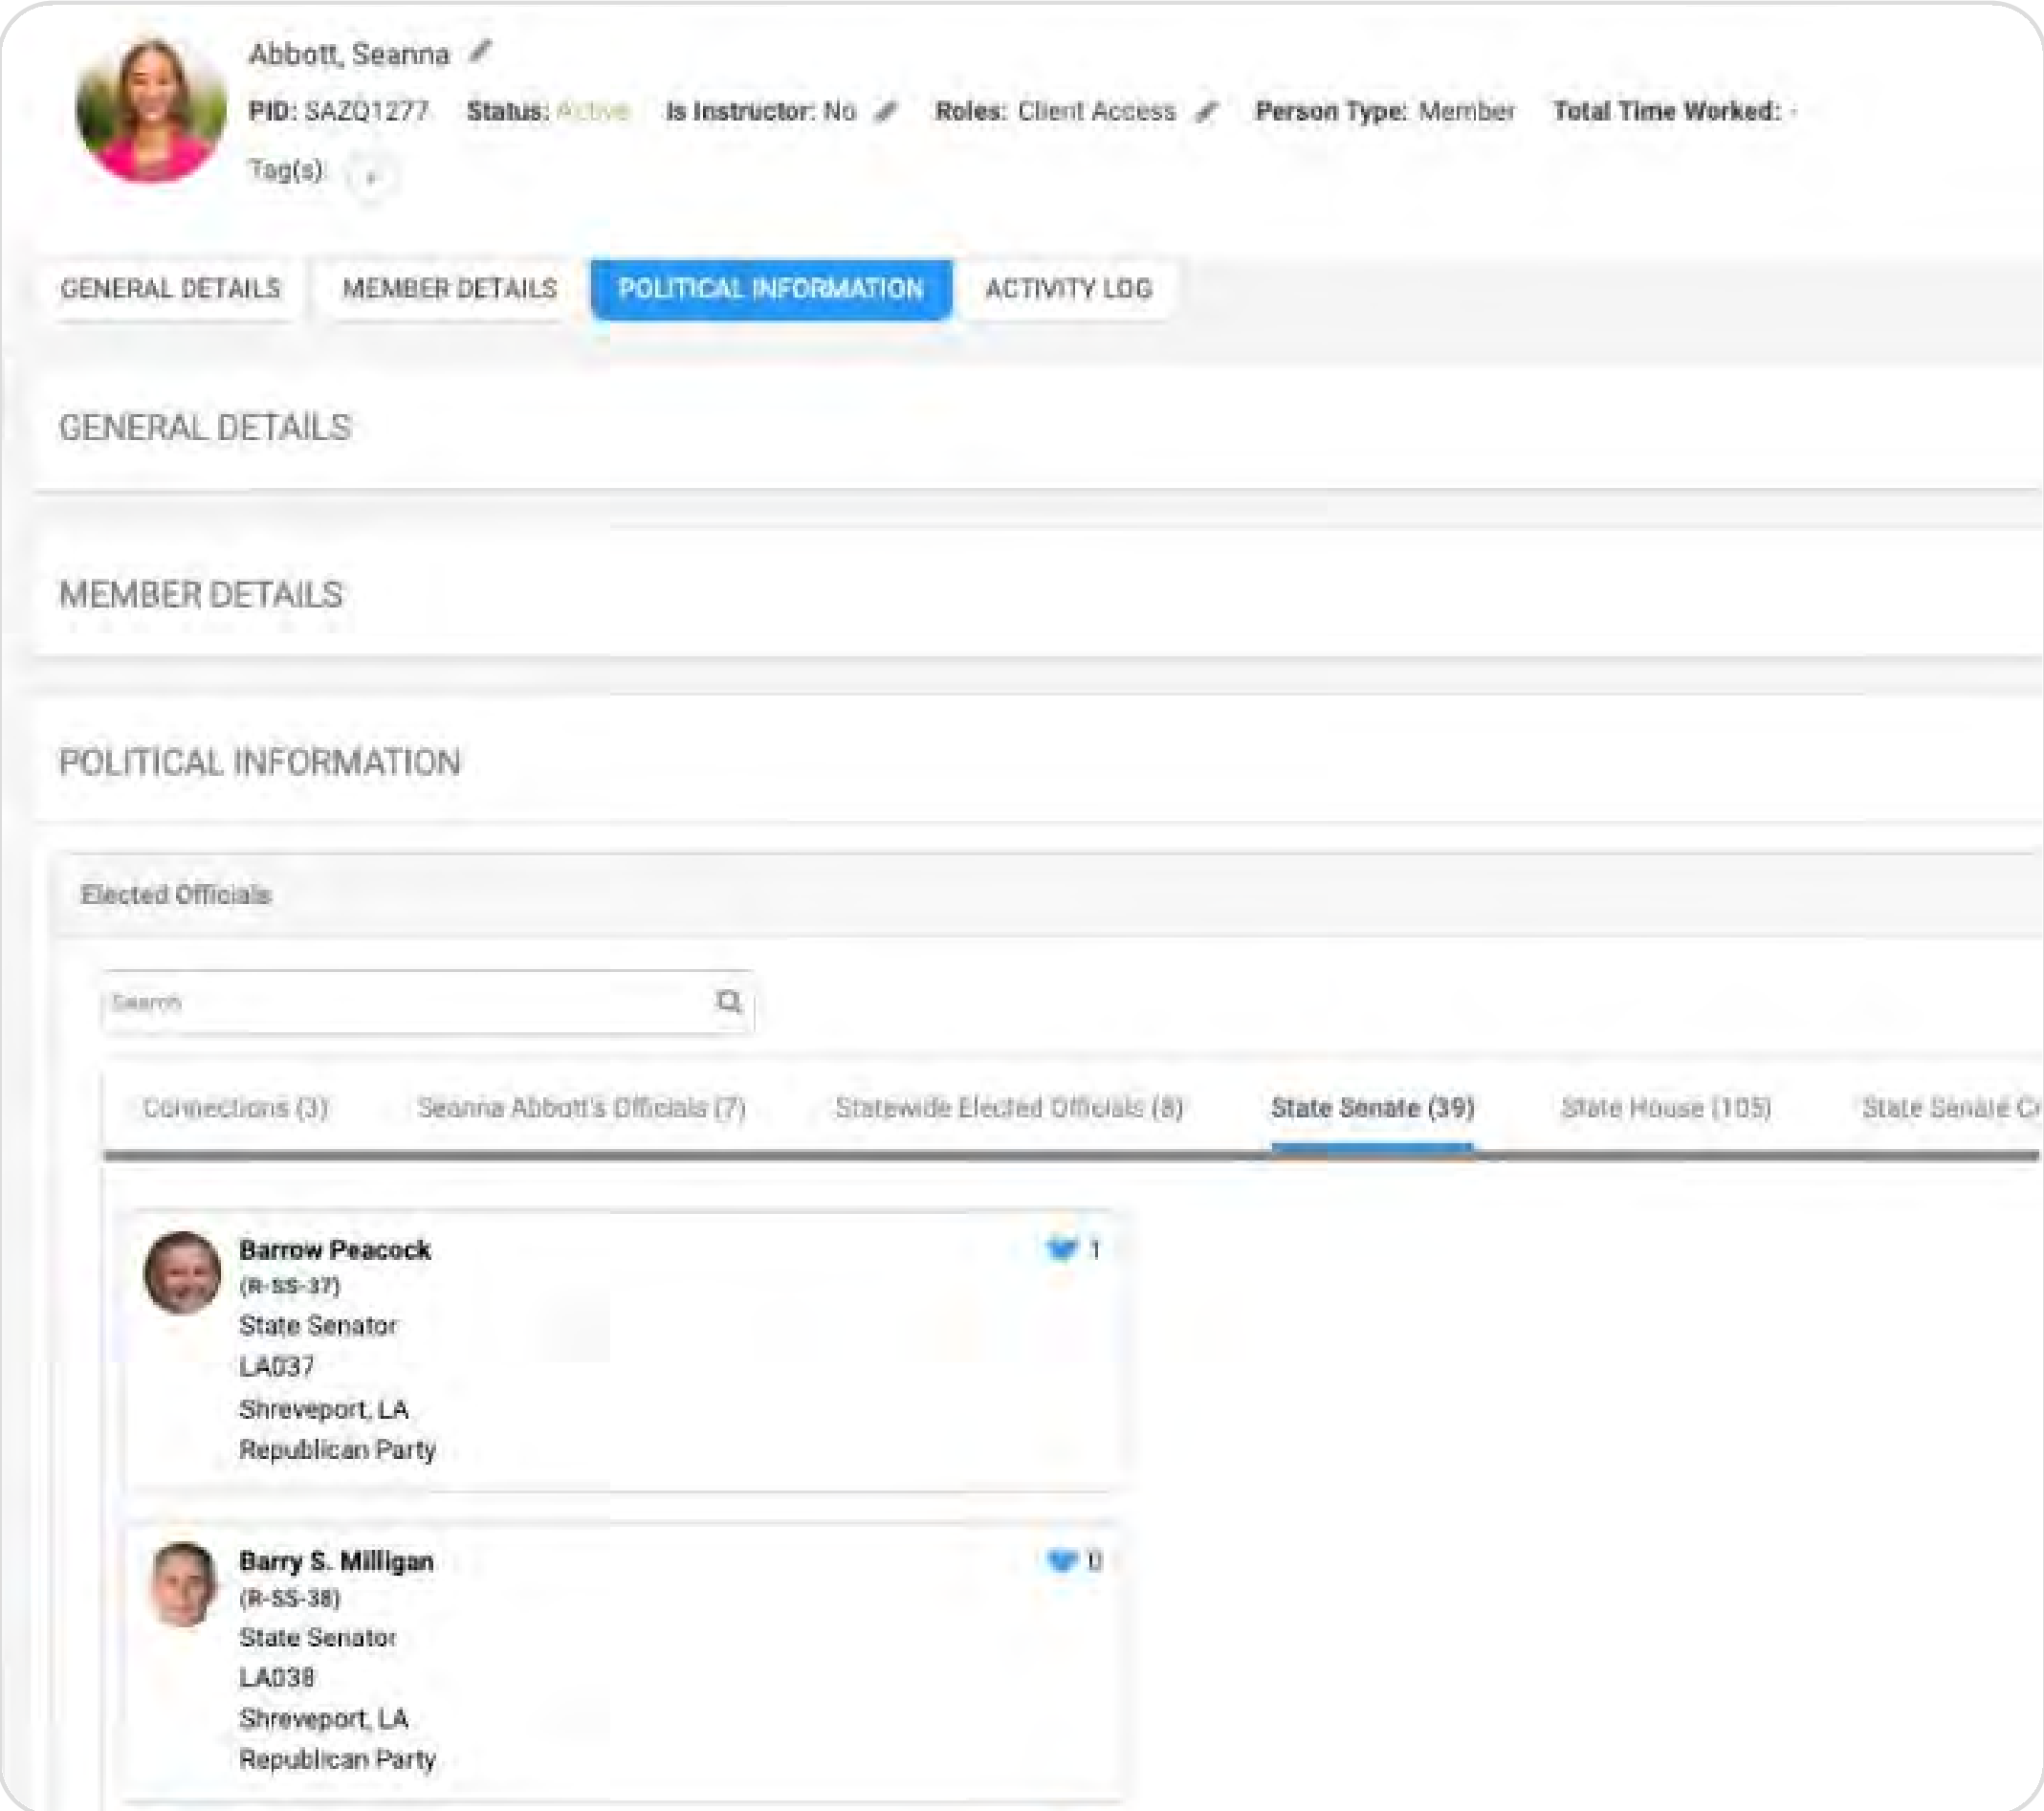 Abbott, Seanna
PID: SAZQ1277 Status: Active Is Instructor: No Roles: Client Access Person Type: Member Total Time Worked: -
Tag(s)
GENERAL DETAILS MEMBER DETAILS POLITICAL INFORMATION ACTIVITY LOG
GENERAL DETAILS
MEMBER DETAILS
POLITICAL INFORMATION
Elected Officials
Search
Connections (3) Seanna Abbott's Officials (7) Statewide Elected Officials (8) State Senate (39) State House (105) State Senate
Barrow Peacock 1
(R-SS-37)
State Senator
LA037
Shreveport, LA
Republican Party
Barry S. Milligan 0
(R-SS-38)
State Senator
LA038
Shreveport, LA
Republican Party